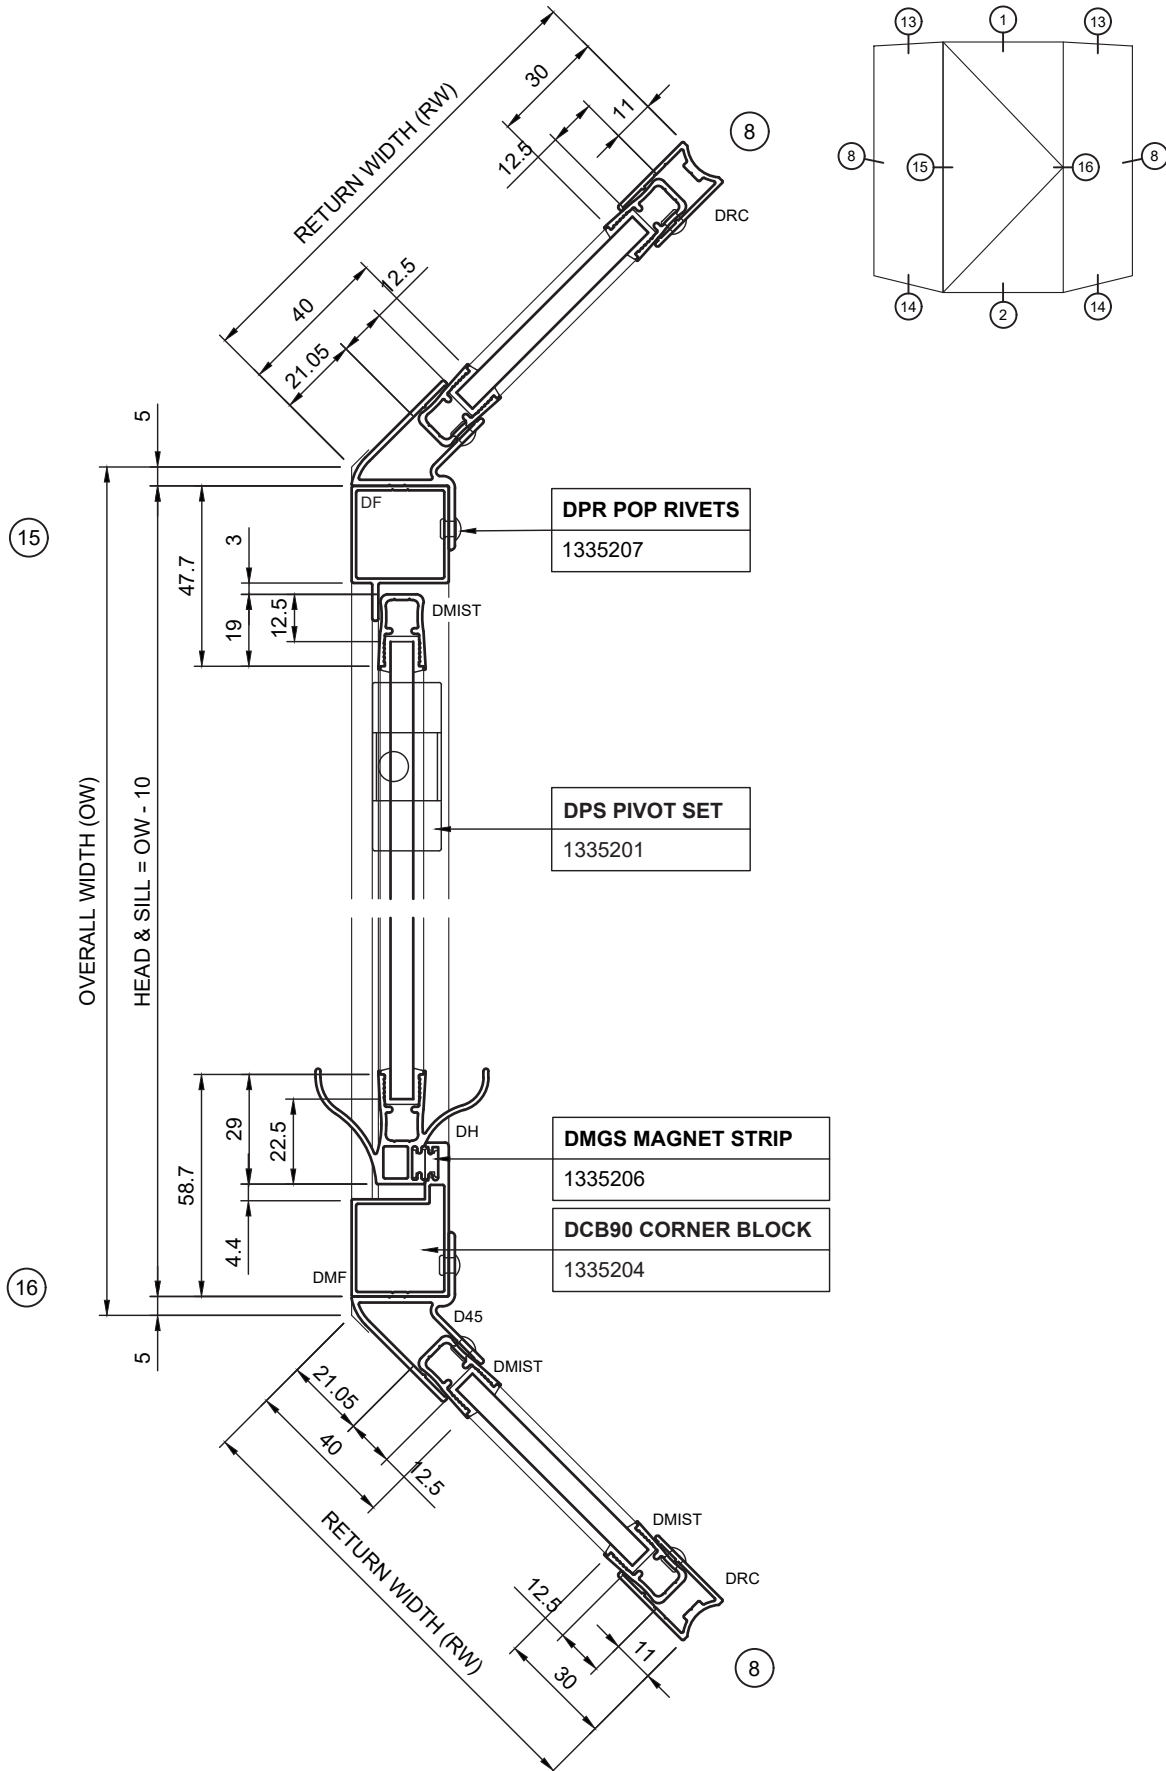 13
1
13
8
15
16
8
14
2
14
RETURN WIDTH (RW)
30
11
12.5
8
DRC
12.5
40
21.05
5
15
DF
DPR POP RIVETS
1335207
3
47.7
19
12.5
DMIST
OVERALL WIDTH (OW)
HEAD & SILL = OW - 10
DPS PIVOT SET
1335201
29
22.5
58.7
4.4
DH
DMGS MAGNET STRIP
1335206
DCB90 CORNER BLOCK
1335204
16
DMF
D45
5
DMIST
21.05
40
12.5
RETURN WIDTH (RW)
DMIST
DRC
12.5
11
30
8